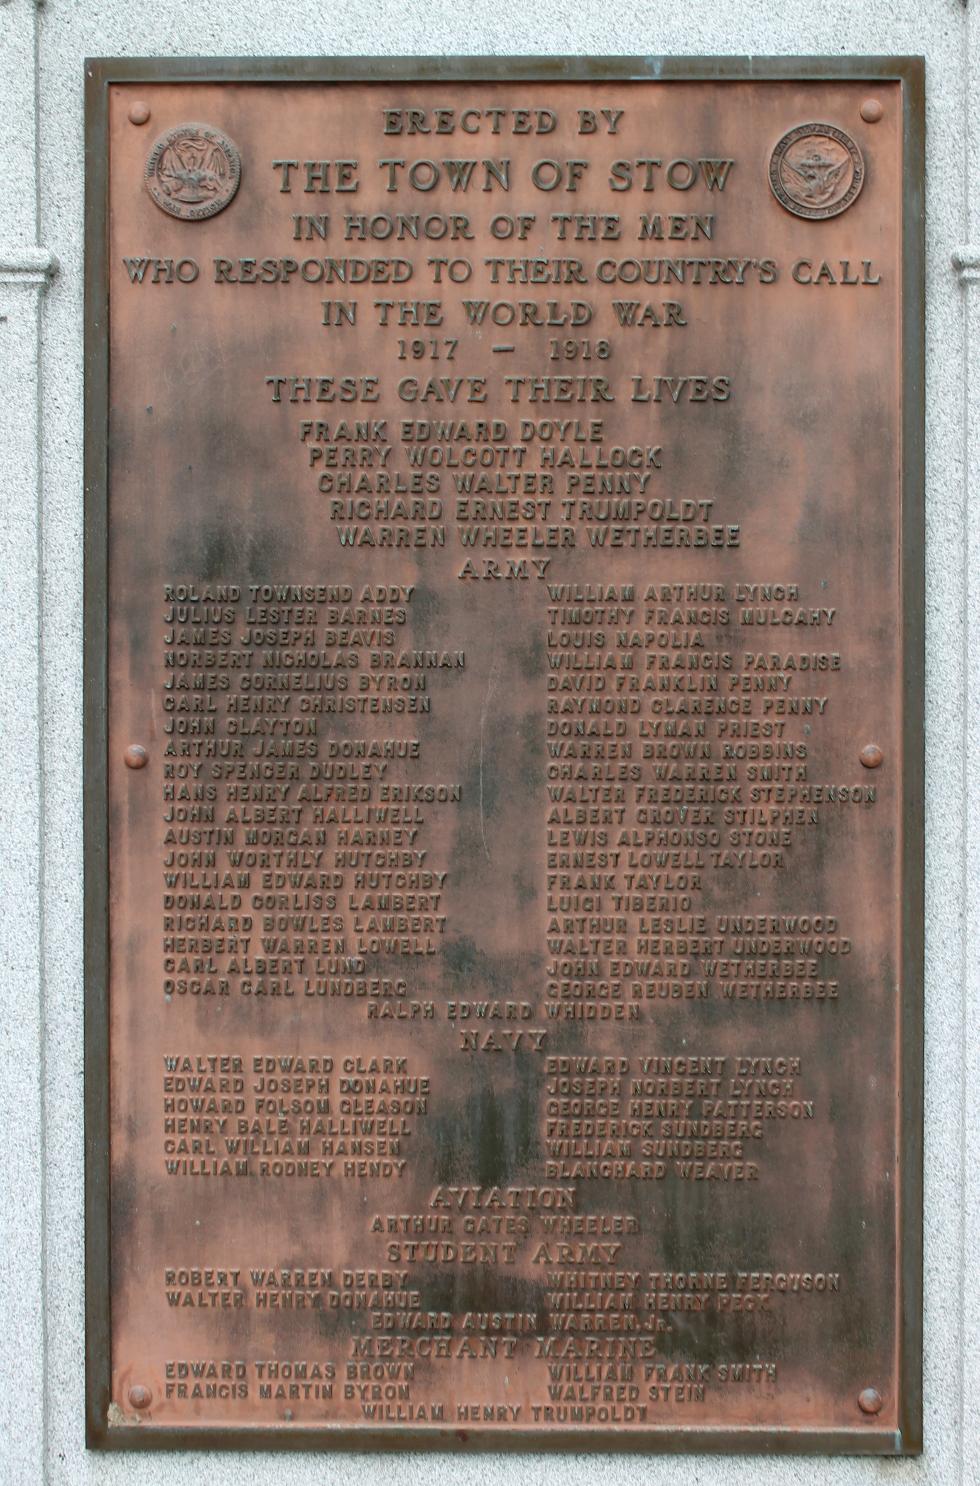 ERECTED BY
THE TOWN OF STOW
IN HONOR OF THE MEN
WHO RESPONDED TO THEIR COUNTRY'S CALL
IN THE WORLD WAR
1917 — 1918
THESE GAVE THEIR LIVES
FRANK EDWARD DOYLE
PERRY WOLCOTT HALLOCK
CHARLES WALTER PENNY
RICHARD ERNEST TRUMPOLDT
WARREN WHEELER WETHERBEE
ARMY
ROLAND TOWNSEND ADDY
JULIUS LESTER BARNES
JAMES JOSEPH BEAVIS
NORBERT NICHOLAS BRANNAN
JAMES CORNELIUS BYRON
CARL HENRY CHRISTENSEN
JOHN CLAYTON
ARTHUR JAMES DONAHUE
ROY SPENCER DUDLEY
HANS HENRY ALFRED ERIKSON
JOHN ALBERT HALLIWELL
AUSTIN MORGAN HARNEY
JOHN WORTHLY HUTCHBY
WILLIAM EDWARD HUTCHBY
DONALD CORLISS LAMBERT
RICHARD BOWLES LAMBERT
HERBERT WARREN LOWELL
CARL ALBERT LUND
OSCAR CARL LUNDBERG
WILLIAM ARTHUR LYNCH
TIMOTHY FRANCIS MULCAHY
LOUIS NAPOLIA
WILLIAM FRANCIS PARADISE
DAVID FRANKLIN PENNY
RAYMOND CLARENCE PENNY
DONALD LYMAN PRIEST
WARREN BROWN ROBBINS
CHARLES WARREN SMITH
WALTER FREDERICK STEPHENSON
ALBERT GROVER STILPHEN
LEWIS ALPHONSO STONE
ERNEST LOWELL TAYLOR
FRANK TAYLOR
LUIGI TIBERIO
ARTHUR LESLIE UNDERWOOD
WALTER HERBERT UNDERWOOD
JOHN EDWARD WETHERBEE
GEORGE REUBEN WETHERBEE
RALPH EDWARD WHIDDEN
NAVY
WALTER EDWARD CLARK
EDWARD JOSEPH DONAHUE
HOWARD FOLSOM GLEASON
HENRY BALE HALLIWELL
CARL WILLIAM HANSEN
WILLIAM RODNEY HENDY
EDWARD VINCENT LYNCH
JOSEPH NORBERT LYNCH
GEORGE HENRY PATTERSON
FREDERICK SUNDBERG
WILLIAM SUNDBERG
BLANCHARD WEAVER
AVIATION
ARTHUR GATES WHEELER
STUDENT ARMY
ROBERT WARREN DERBY
WALTER HENRY DONAHUE
WHITNEY THORNE FERGUSON
WILLIAM HENRY PECK
EDWARD AUSTIN WARREN, Jr.
MERCHANT MARINE
EDWARD THOMAS BROWN
FRANCIS MARTIN BYRON
WILLIAM FRANK SMITH
WALFRED STEIN
WILLIAM HENRY TRUMPOLDT